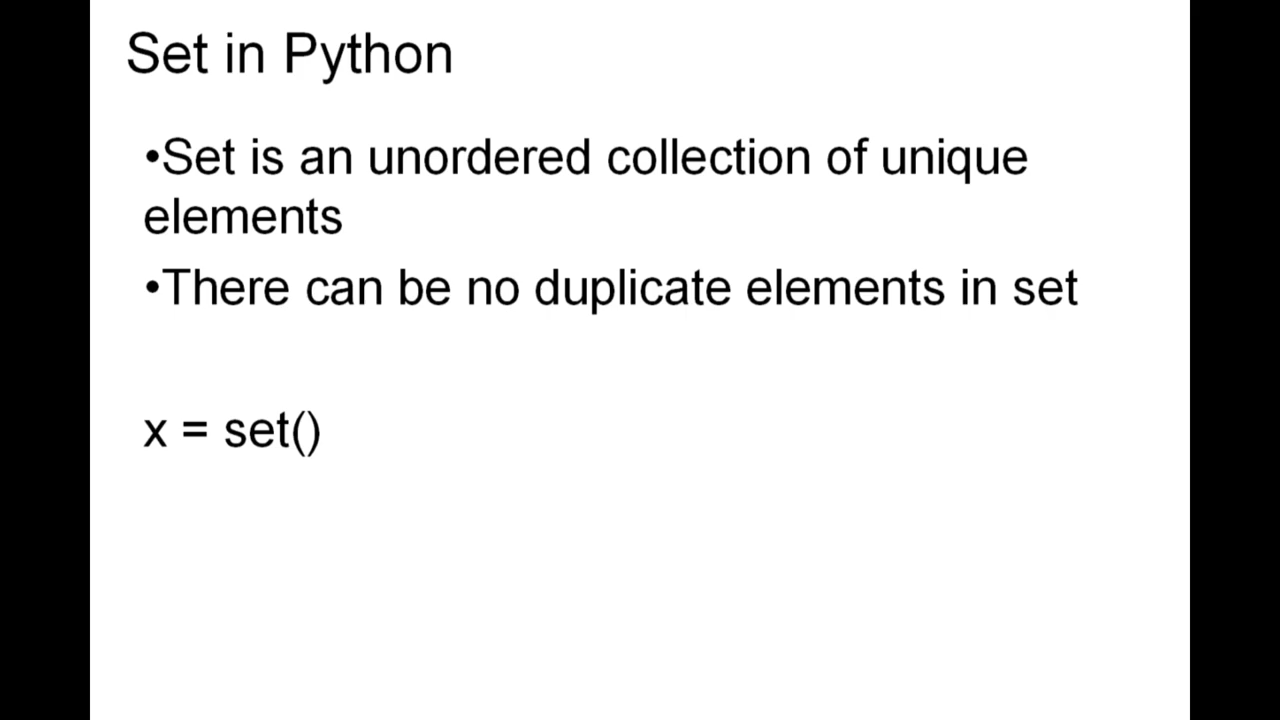 Set in Python
•Set is an unordered collection of unique
elements
•There can be no duplicate elements in set
x = set()